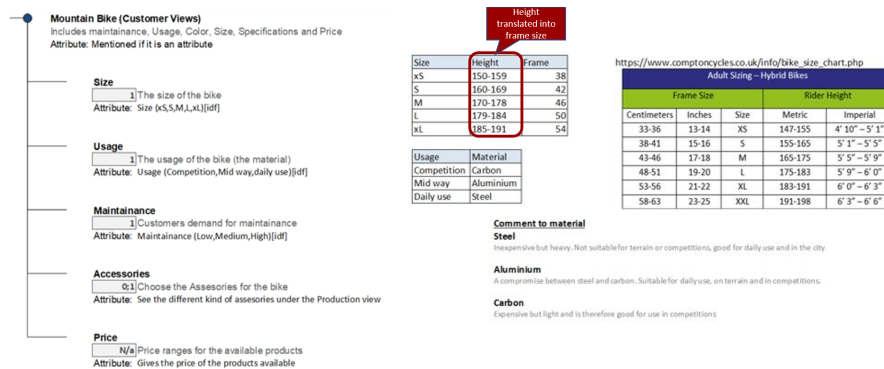 Mountain Bike (Customer Views)
Includes maintainance, Usage, Color, Size, Specifications and Price
Attribute: Mentioned if it is an attribute
Size
1 The size of the bike
Attribute: Size (xS,S,M,L,xL)[idf]
Usage
1 The usage of the bike (the material)
Attribute: Usage (Competition,Mid way,daily use)[idf]
Maintainance
1 Customers demand for maintainance
Attribute: Maintainance (Low,Medium,High)[idf]
Accessories
0;1 Choose the Assesories for the bike
Attribute: See the different kind of assesories under the Production view
Price
N/a Price ranges for the available products
Attribute: Gives the price of the products available
Height
translated into
frame size
Size Height Frame
xS 150-159 38
S 160-169 42
M 170-178 46
L 179-184 50
xL 185-191 54
Usage Material
Competition Carbon
Mid way Aluminium
Daily use Steel
Comment to material
Steel
Inexpensive but heavy. Not suitable for terrain or competitions, good for daily use and in the city
Aluminium
A compromise between steel and carbon. Suitable for daily use, on terrain and in competitions.
Carbon
Expensive but light and is therefore good for use in competitions
https://www.comptoncycles.co.uk/info/bike_size_chart.php
Adult Sizing – Hybrid Bikes
Frame Size Rider Height
Centimeters Inches Size Metric Imperial
33-36 13-14 XS 147-155 4' 10" – 5' 1"
38-41 15-16 S 155-165 5' 1" – 5' 5"
43-46 17-18 M 165-175 5' 5" – 5' 9"
48-51 19-20 L 175-183 5' 9" – 6' 0"
53-56 21-22 XL 183-191 6' 0" – 6' 3"
58-63 23-25 XXL 191-198 6' 3" – 6' 6"